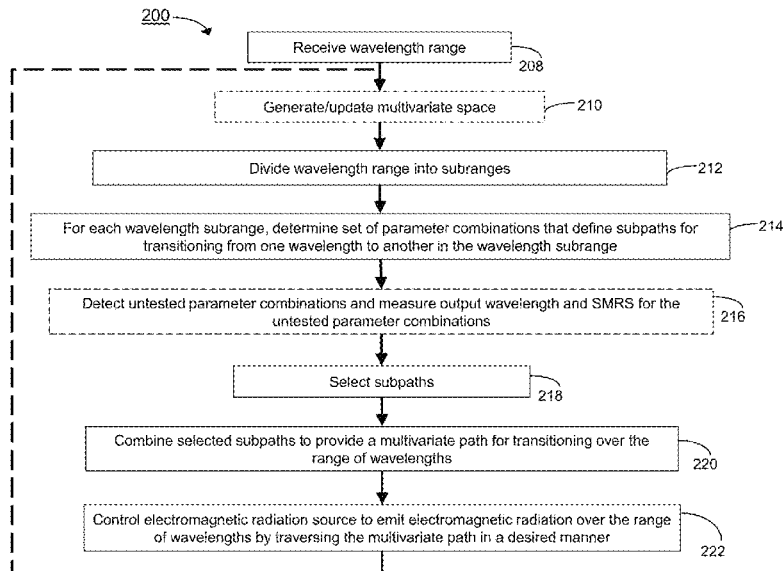 200
Receive wavelength range
208
Generate/update multivariate space
210
Divide wavelength range into subranges
212
For each wavelength subrange, determine set of parameter combinations that define subpaths for
transitioning from one wavelength to another in the wavelength subrange
214
Detect untested parameter combinations and measure output wavelength and SMRS for the
untested parameter combinations
216
Select subpaths
218
Combine selected subpaths to provide a multivariate path for transitioning over the
range of wavelengths
220
Control electromagnetic radiation source to emit electromagnetic radiation over the range
of wavelengths by traversing the multivariate path in a desired manner
222